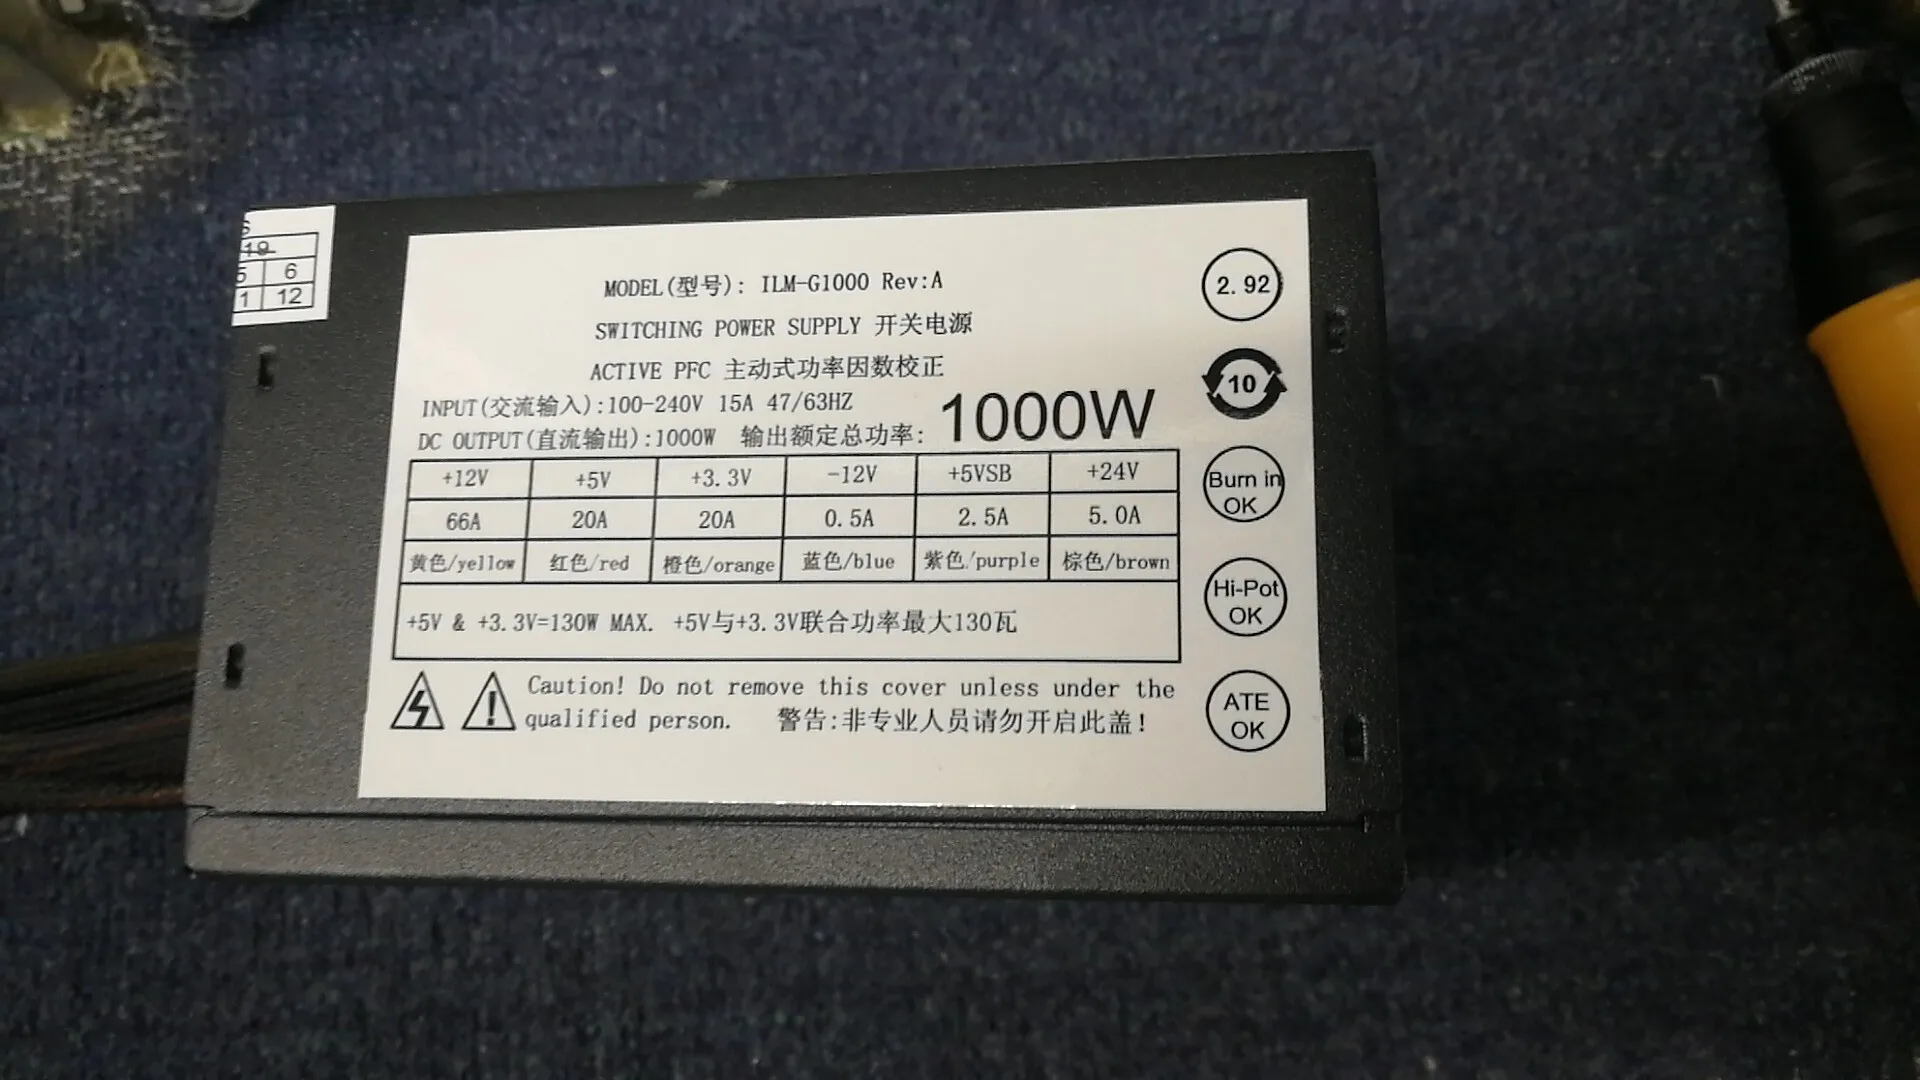 19
5 6
1 12
MODEL(型号): ILM-G1000 Rev:A
SWITCHING POWER SUPPLY 开关电源
ACTIVE PFC 主动式功率因数校正
INPUT(交流输入):100-240V 15A 47/63HZ
DC OUTPUT(直流输出):1000W 输出额定总功率: 1000W
+12V +5V +3.3V -12V +5VSB +24V
66A 20A 20A 0.5A 2.5A 5.0A
黄色/yellow 红色/red 橙色/orange 蓝色/blue 紫色/purple 棕色/brown
+5V & +3.3V=130W MAX. +5V与+3.3V联合功率最大130瓦
Caution! Do not remove this cover unless under the
qualified person. 警告:非专业人员请勿开启此盖!
2.92
10
Burn in
OK
Hi-Pot
OK
ATE
OK